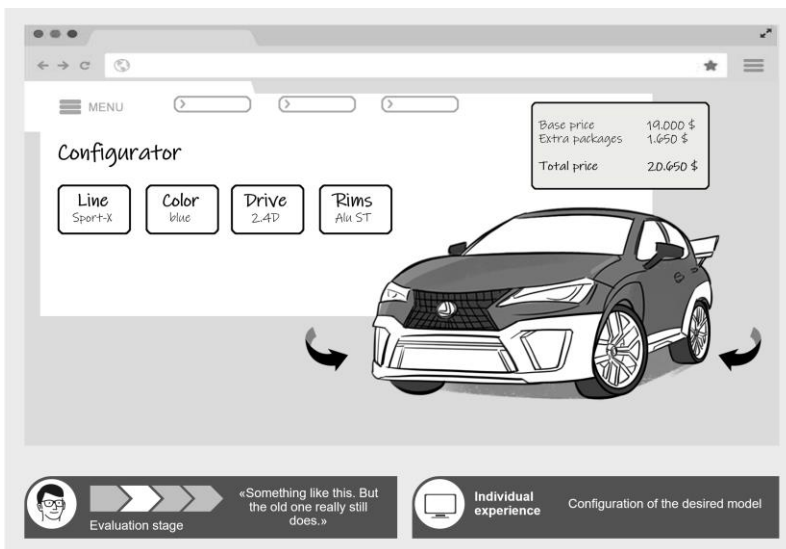 MENU
Configurator
Base price 19.000 $
Extra packages 1.650 $
Total price 20.650 $
Line
Sport-X
Color
blue
Drive
2.4D
Rims
Alu ST
Evaluation stage
«Something like this. But
the old one really still
does.»
Individual
experience
Configuration of the desired model